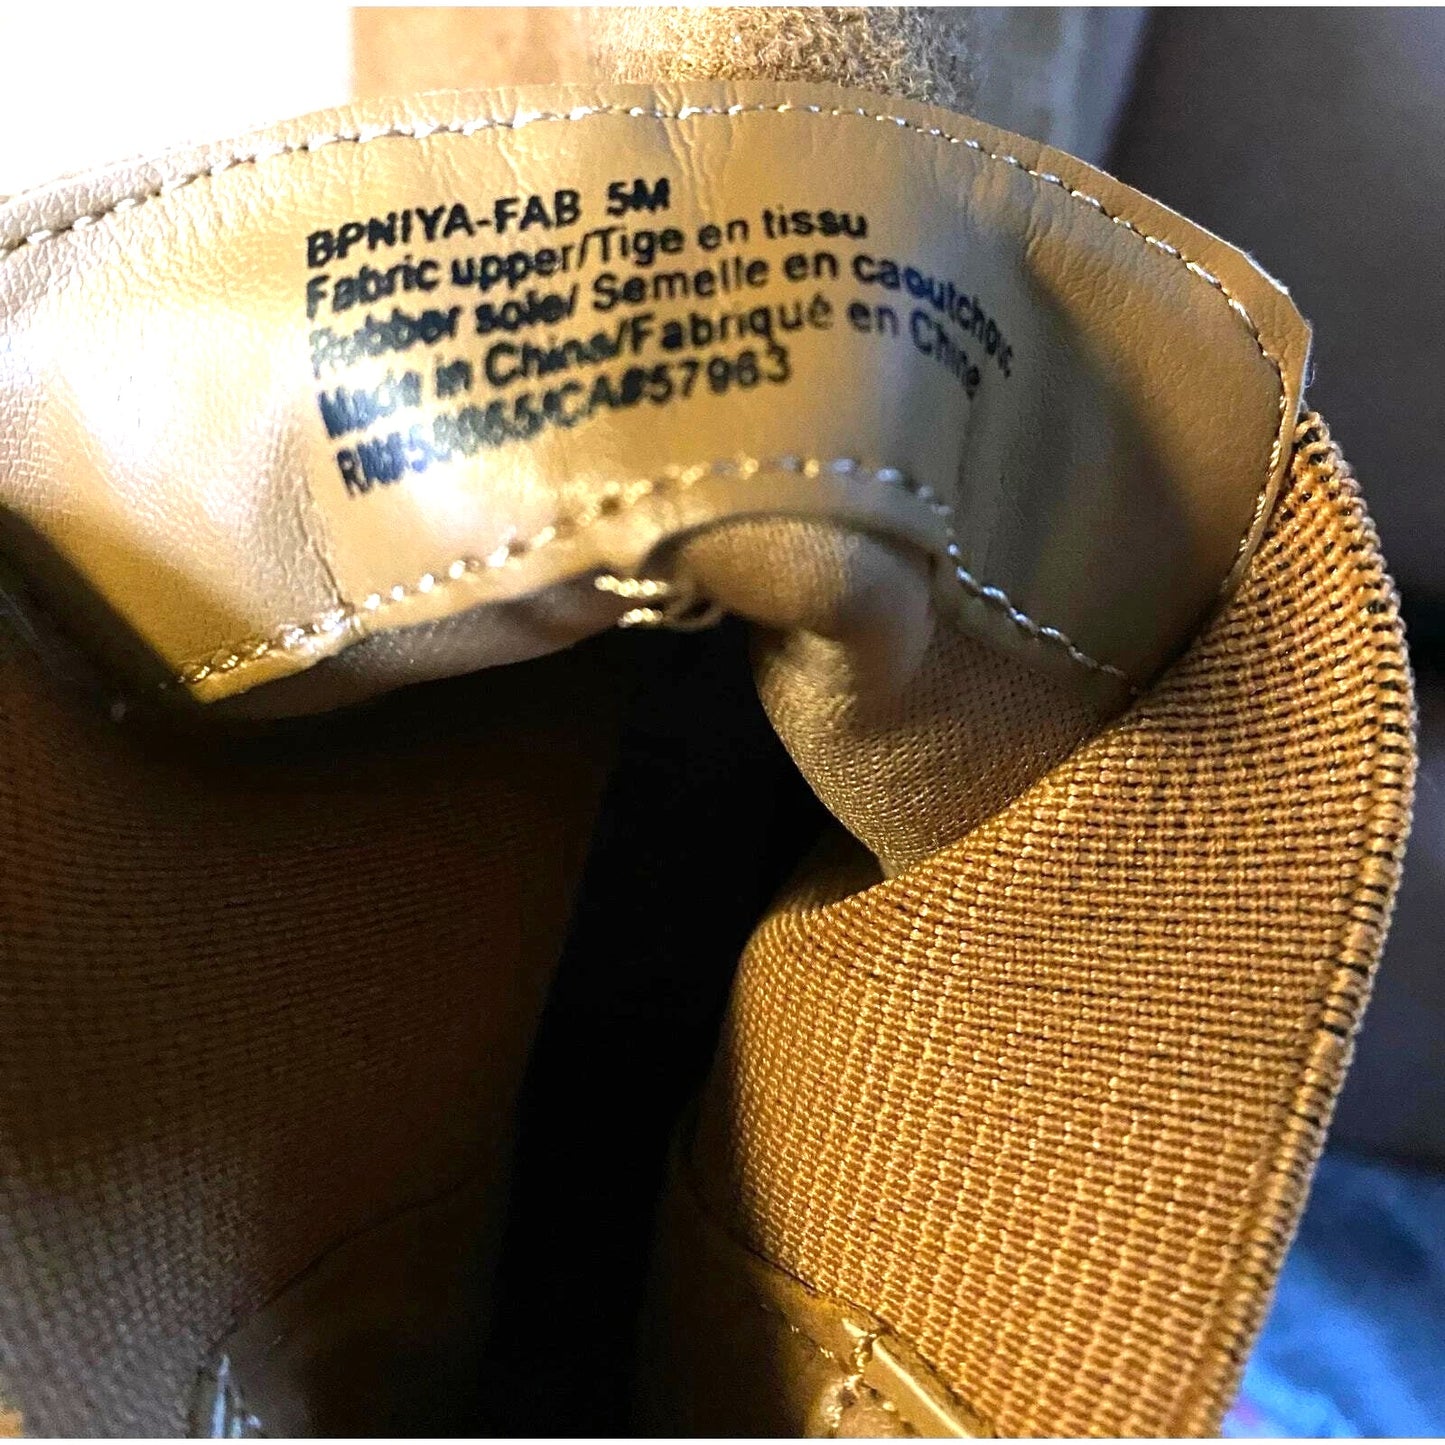 BPNIYA-FAB 5M
Fabric upper/Tige en tissu
Rubber sole/ Semelle en caoutchouc
Made in China/Fabriqué en Chine
CA#57963